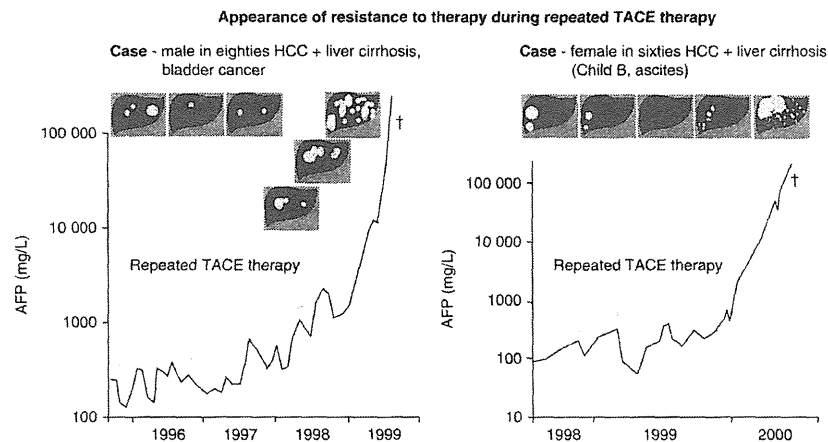 Appearance of resistance to therapy during repeated TACE therapy
Case - male in eighties HCC + liver cirrhosis,
bladder cancer
AFP (mg/L)
100 000
10 000
1000
100
†
Repeated TACE therapy
1996
1997
1998
1999
Case - female in sixties HCC + liver cirrhosis
(Child B, ascites)
AFP (mg/L)
100 000
10 000
1000
100
10
†
Repeated TACE therapy
1998
1999
2000